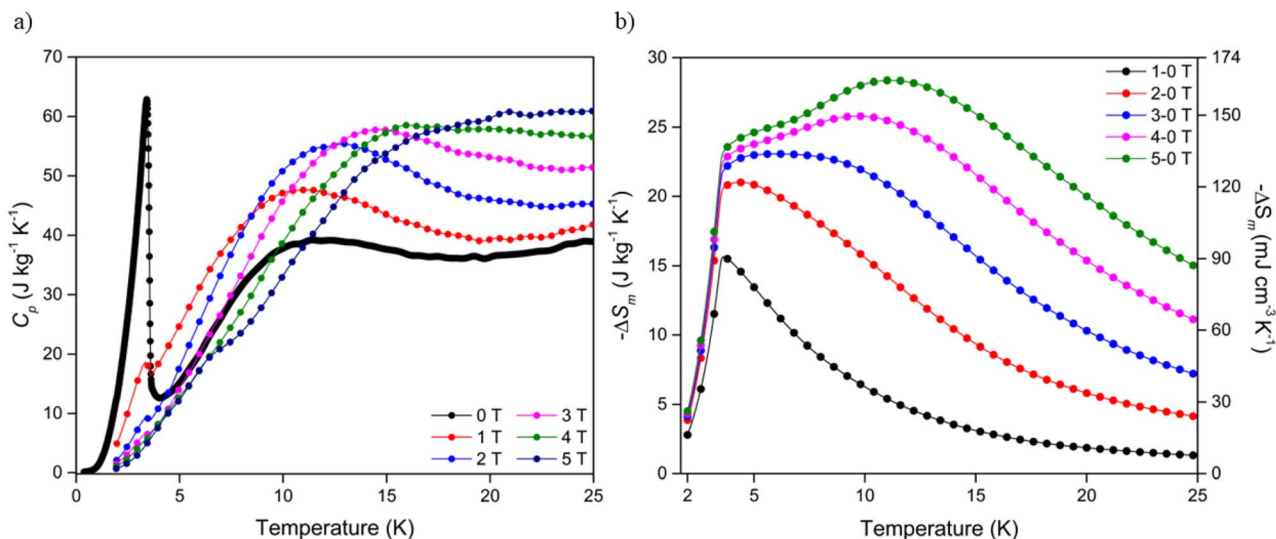 a)
C_p (J kg⁻¹ K⁻¹)
70
60
50
40
30
20
10
0
0 T
1 T
2 T
3 T
4 T
5 T
0
5
10
15
20
25
Temperature (K)
b)
-ΔS_m (J kg⁻¹ K⁻¹)
30
25
20
15
10
5
0
1-0 T
2-0 T
3-0 T
4-0 T
5-0 T
174
150
120
90
60
30
0
-ΔS_m (mJ cm⁻³ K⁻¹)
2
5
10
15
20
25
Temperature (K)